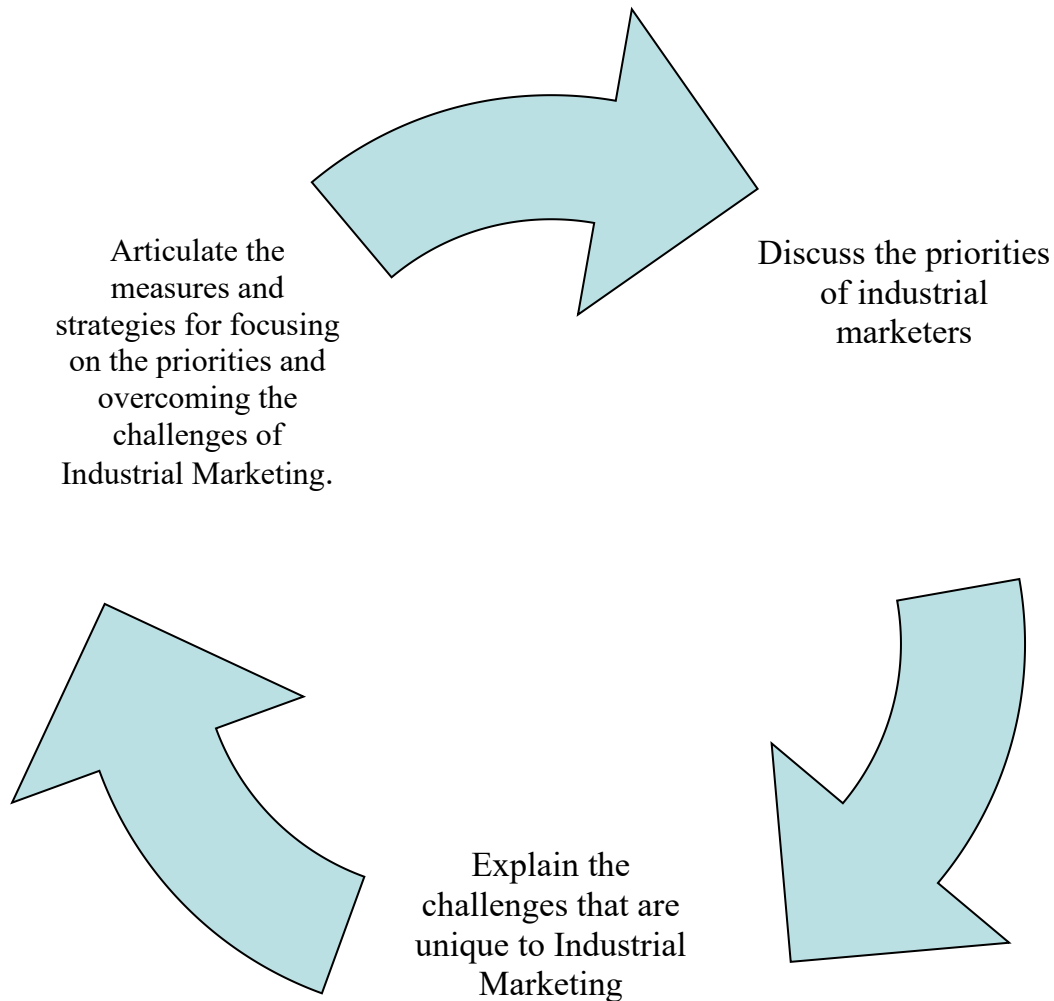 Articulate the
measures and
strategies for focusing
on the priorities and
overcoming the
challenges of
Industrial Marketing.
Discuss the priorities
of industrial
marketers
Explain the
challenges that are
unique to Industrial
Marketing